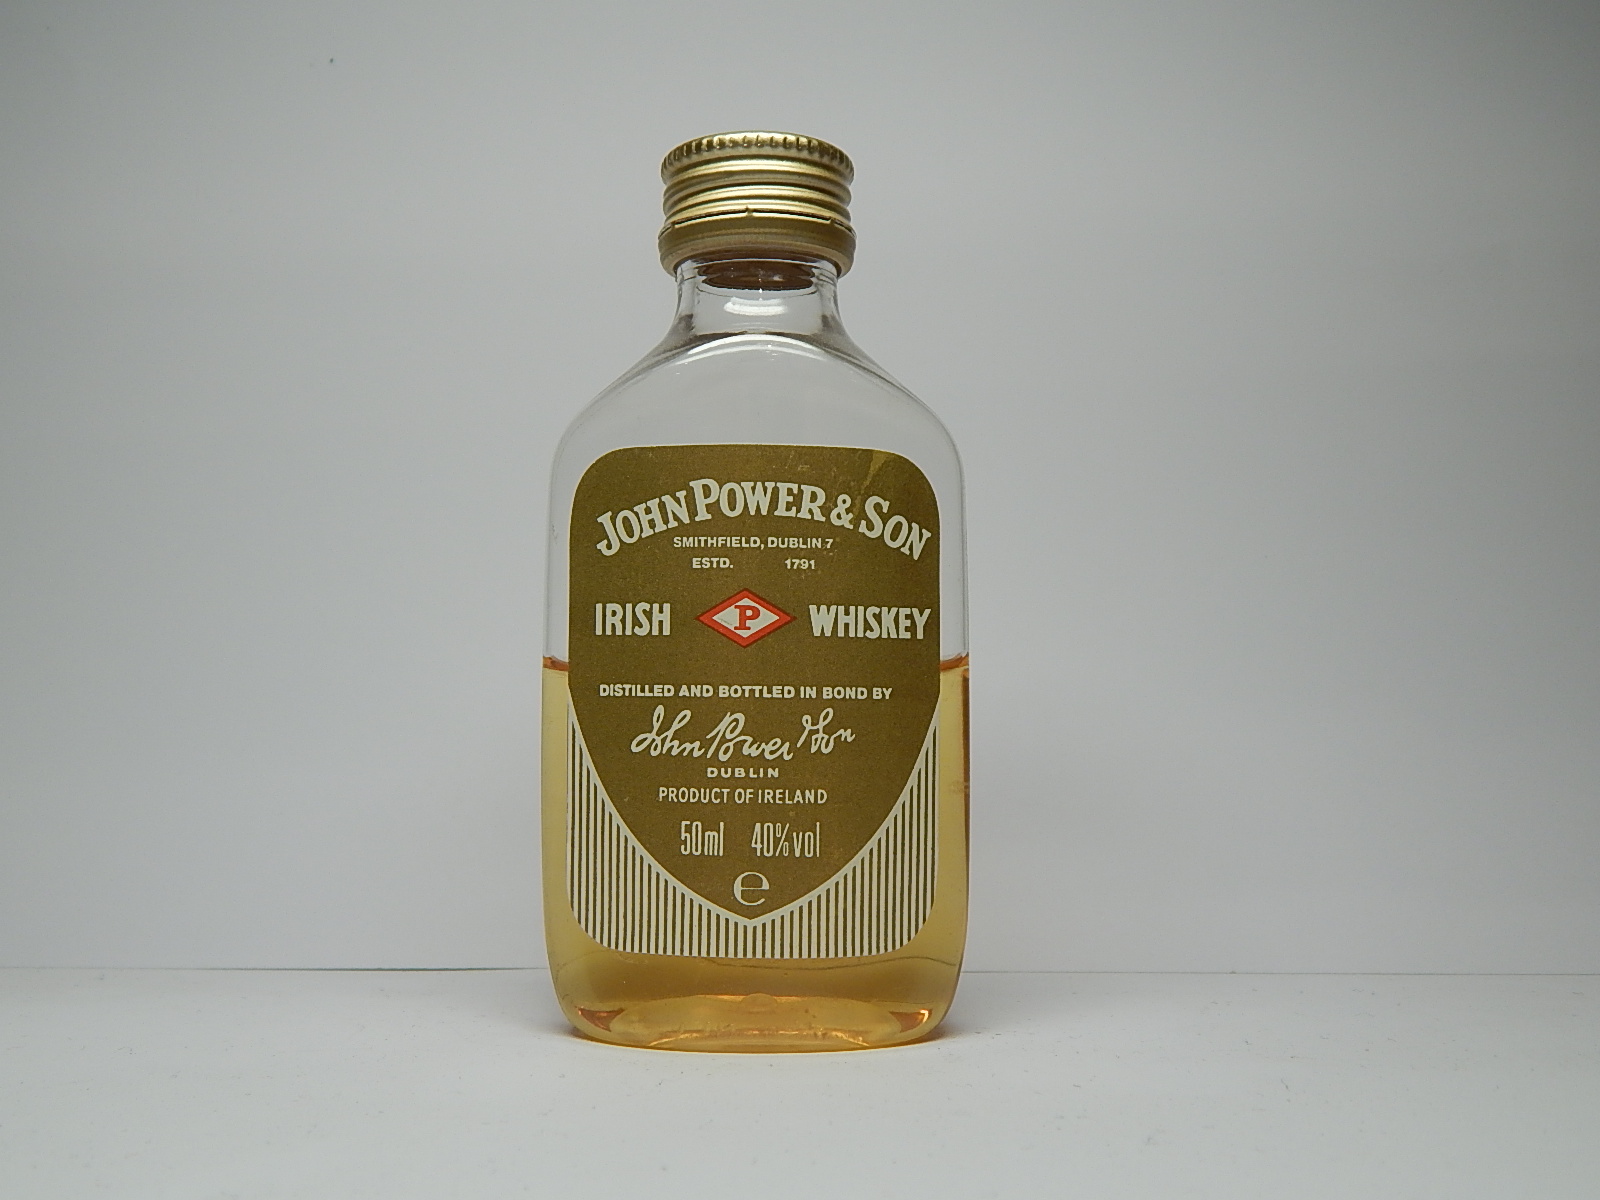 JOHN POWER & SON
SMITHFIELD, DUBLIN 7
ESTD. 1791
IRISH P WHISKEY
DISTILLED AND BOTTLED IN BOND BY
John Power & Son
DUBLIN
PRODUCT OF IRELAND
50ml 40%vol
e